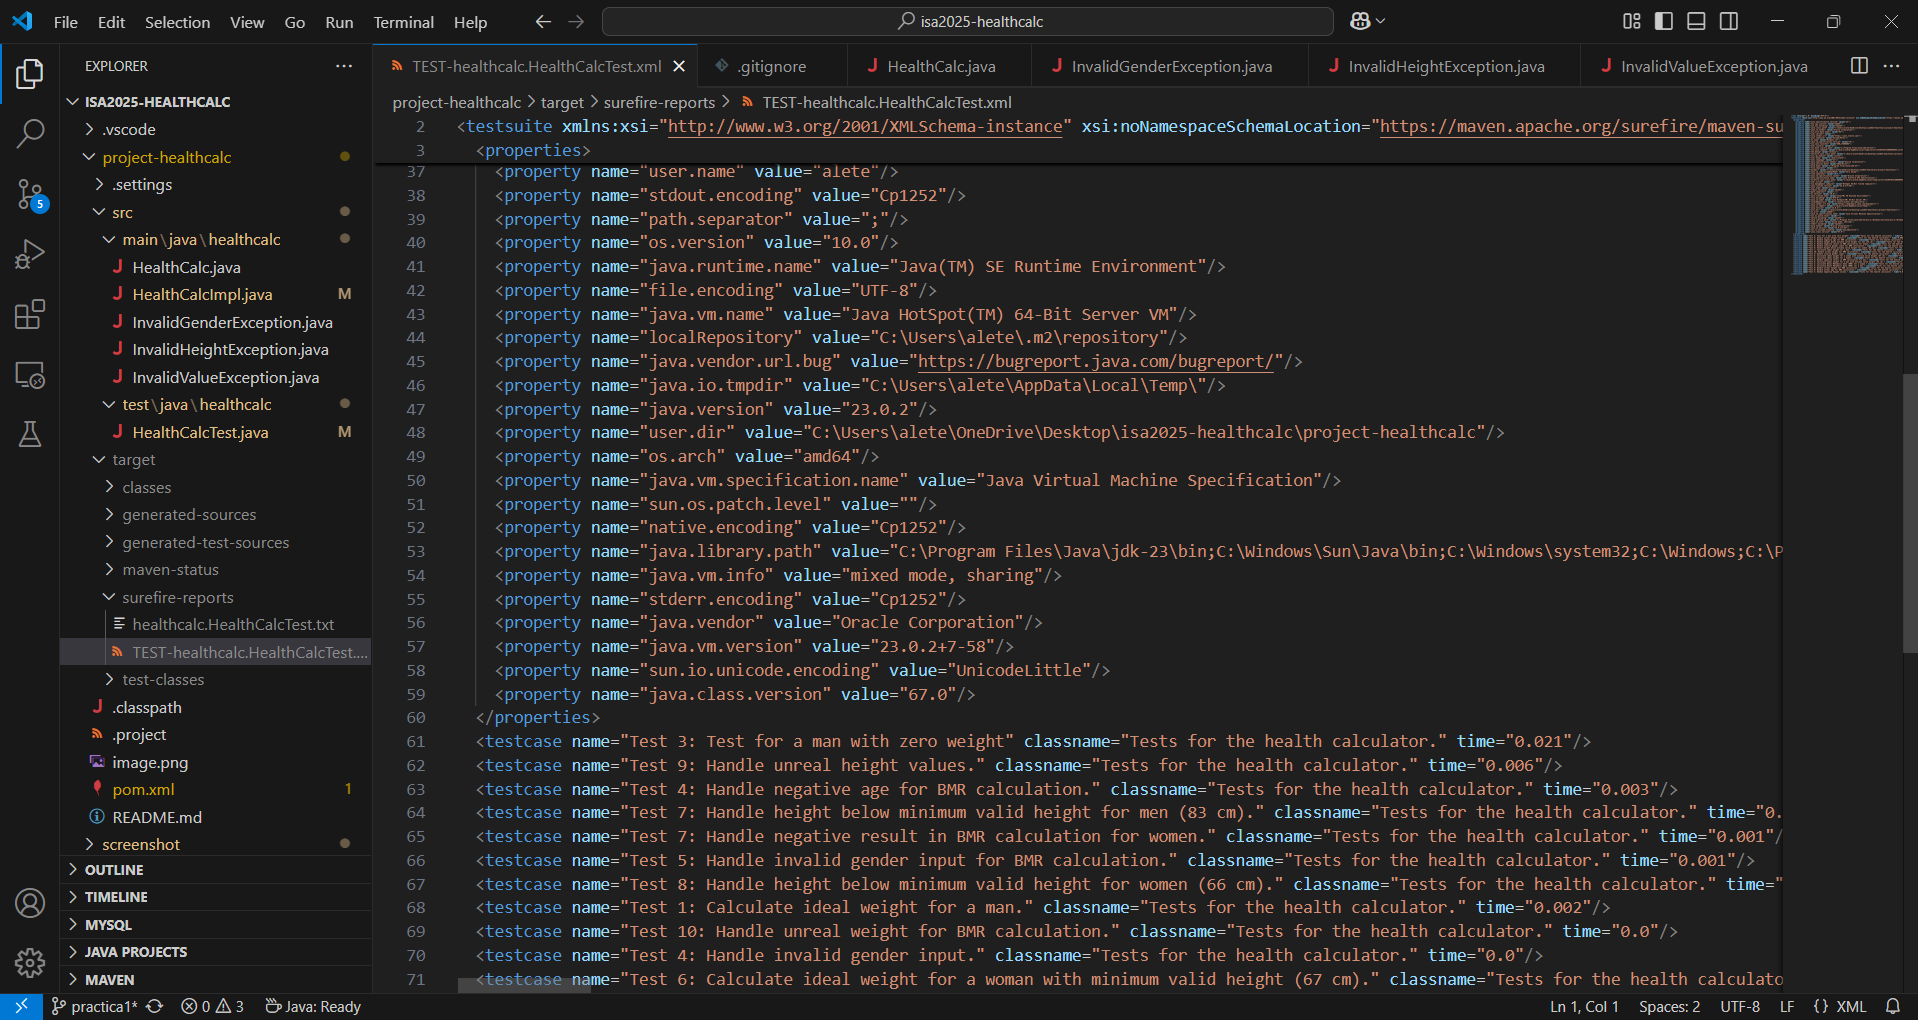 File Edit Selection View Go Run Terminal Help
isa2025-healthcalc
EXPLORER
ISA2025-HEALTHCALC
.vscode
project-healthcalc
.settings
src
main\java\healthcalc
HealthCalc.java
HealthCalcImpl.java M
InvalidGenderException.java
InvalidHeightException.java
InvalidValueException.java
test\java\healthcalc
HealthCalcTest.java M
target
classes
generated-sources
generated-test-sources
maven-status
surefire-reports
healthcalc.HealthCalcTest.txt
TEST-healthcalc.HealthCalcTest....
test-classes
.classpath
.project
image.png
pom.xml 1
README.md
screenshot
OUTLINE
TIMELINE
MYSQL
JAVA PROJECTS
MAVEN
5
TEST-healthcalc.HealthCalcTest.xml .gitignore HealthCalc.java InvalidGenderException.java InvalidHeightException.java InvalidValueException.java
project-healthcalc > target > surefire-reports > TEST-healthcalc.HealthCalcTest.xml
2 <testsuite xmlns:xsi="http://www.w3.org/2001/XMLSchema-instance" xsi:noNamespaceSchemaLocation="https://maven.apache.org/surefire/maven-su
3 <properties>
37 <property name="user.name" value="alete"/>
38 <property name="stdout.encoding" value="Cp1252"/>
39 <property name="path.separator" value=";"/>
40 <property name="os.version" value="10.0"/>
41 <property name="java.runtime.name" value="Java(TM) SE Runtime Environment"/>
42 <property name="file.encoding" value="UTF-8"/>
43 <property name="java.vm.name" value="Java HotSpot(TM) 64-Bit Server VM"/>
44 <property name="localRepository" value="C:\Users\alete\.m2\repository"/>
45 <property name="java.vendor.url.bug" value="https://bugreport.java.com/bugreport/"/>
46 <property name="java.io.tmpdir" value="C:\Users\alete\AppData\Local\Temp\"/>
47 <property name="java.version" value="23.0.2"/>
48 <property name="user.dir" value="C:\Users\alete\OneDrive\Desktop\isa2025-healthcalc\project-healthcalc"/>
49 <property name="os.arch" value="amd64"/>
50 <property name="java.vm.specification.name" value="Java Virtual Machine Specification"/>
51 <property name="sun.os.patch.level" value=""/>
52 <property name="native.encoding" value="Cp1252"/>
53 <property name="java.library.path" value="C:\Program Files\Java\jdk-23\bin;C:\Windows\Sun\Java\bin;C:\Windows\system32;C:\Windows;C:\P
54 <property name="java.vm.info" value="mixed mode, sharing"/>
55 <property name="stderr.encoding" value="Cp1252"/>
56 <property name="java.vendor" value="Oracle Corporation"/>
57 <property name="java.vm.version" value="23.0.2+7-58"/>
58 <property name="sun.io.unicode.encoding" value="UnicodeLittle"/>
59 <property name="java.class.version" value="67.0"/>
60 </properties>
61 <testcase name="Test 3: Test for a man with zero weight" classname="Tests for the health calculator." time="0.021"/>
62 <testcase name="Test 9: Handle unreal height values." classname="Tests for the health calculator." time="0.006"/>
63 <testcase name="Test 4: Handle negative age for BMR calculation." classname="Tests for the health calculator." time="0.003"/>
64 <testcase name="Test 7: Handle height below minimum valid height for men (83 cm)." classname="Tests for the health calculator." time="0.
65 <testcase name="Test 7: Handle negative result in BMR calculation for women." classname="Tests for the health calculator." time="0.001"/
66 <testcase name="Test 5: Handle invalid gender input for BMR calculation." classname="Tests for the health calculator." time="0.001"/>
67 <testcase name="Test 8: Handle height below minimum valid height for women (66 cm)." classname="Tests for the health calculator." time="
68 <testcase name="Test 1: Calculate ideal weight for a man." classname="Tests for the health calculator." time="0.002"/>
69 <testcase name="Test 10: Handle unreal weight for BMR calculation." classname="Tests for the health calculator." time="0.0"/>
70 <testcase name="Test 4: Handle invalid gender input." classname="Tests for the health calculator." time="0.0"/>
71 <testcase name="Test 6: Calculate ideal weight for a woman with minimum valid height (67 cm)." classname="Tests for the health calculato
practica1* 0 3 Java: Ready Ln 1, Col 1 Spaces: 2 UTF-8 LF {} XML